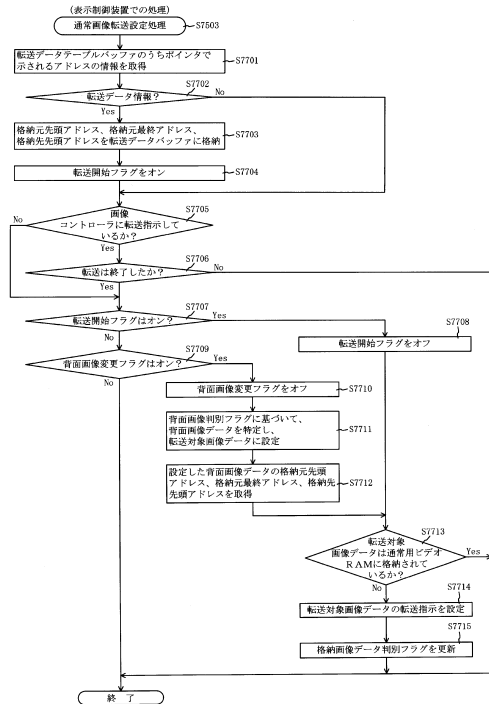 (表示制御装置での処理)
通常画像転送設定処理
S7503
転送データテーブルバッファのうちポインタで
示されるアドレスの情報を取得
S7701
S7702
転送データ情報？
No
Yes
格納元先頭アドレス、格納元最終アドレス、
格納先先頭アドレスを転送データバッファに格納
S7703
転送開始フラグをオン
S7704
S7705
画像
コントローラに転送指示して
いるか？
No
Yes
S7706
転送は終了したか？
No
Yes
S7707
転送開始フラグはオン？
Yes
No
S7708
転送開始フラグをオフ
S7709
背面画像変更フラグはオン？
Yes
No
背面画像変更フラグをオフ
S7710
背面画像判別フラグに基づいて、
背面画像データを特定し、
転送対象画像データに設定
S7711
設定した背面画像データの格納元先頭
アドレス、格納元最終アドレス、格納先
先頭アドレスを取得
S7712
S7713
転送対象
画像データは通常用ビデオ
ＲＡＭに格納されて
いるか？
Yes
No
S7714
転送対象画像データの転送指示を設定
S7715
格納画像データ判別フラグを更新
終 了